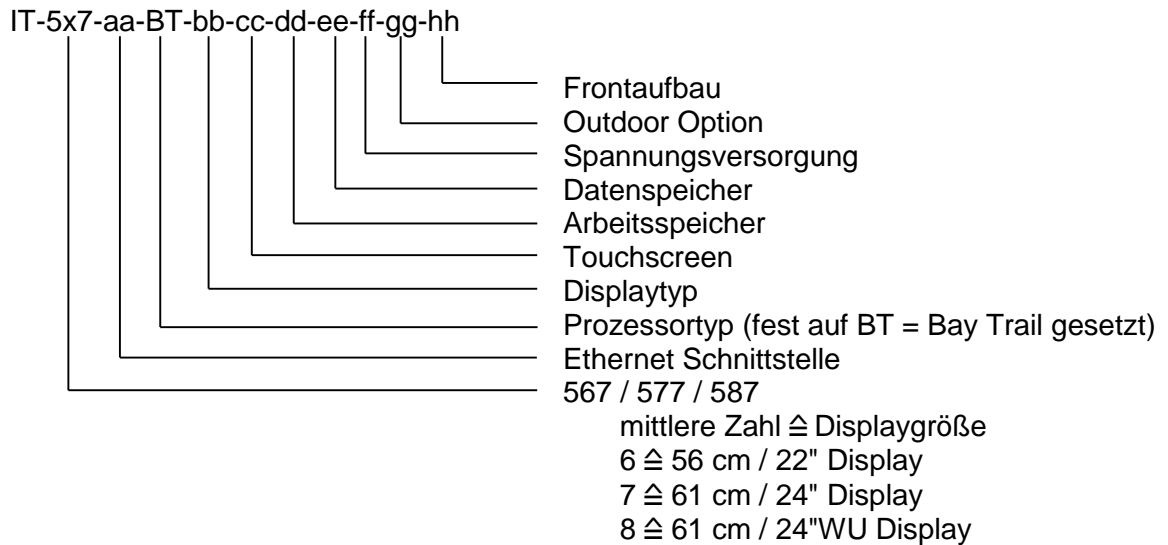 IT-5x7-aa-BT-bb-cc-dd-ee-ff-gg-hh
Frontaufbau
Outdoor Option
Spannungsversorgung
Datenspeicher
Arbeitsspeicher
Touchscreen
Displaytyp
Prozessortyp (fest auf BT = Bay Trail gesetzt)
Ethernet Schnittstelle
567 / 577 / 587
mittlere Zahl ≙ Displaygröße
6 ≙ 56 cm / 22" Display
7 ≙ 61 cm / 24" Display
8 ≙ 61 cm / 24"WU Display